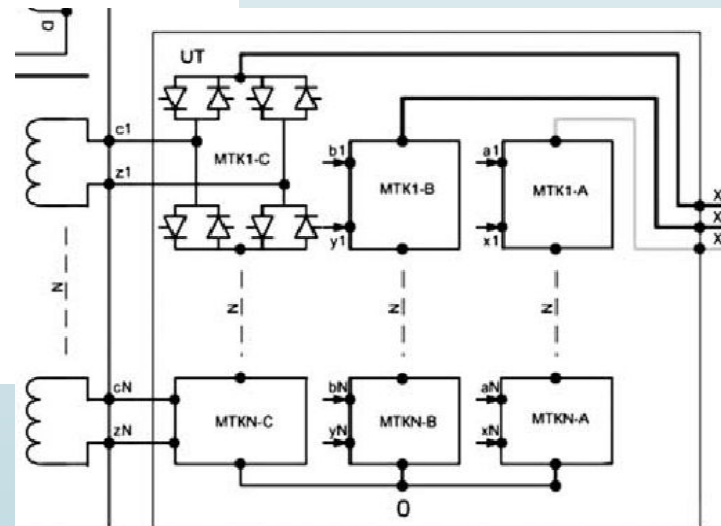 D
UT
c1
MTK1-C
z1
b1
MTK1-B
y1
a1
MTK1-A
x1
X
X
X
N
N
N
N
cN
MTKN-C
zN
bN
MTKN-B
yN
aN
MTKN-A
xN
O